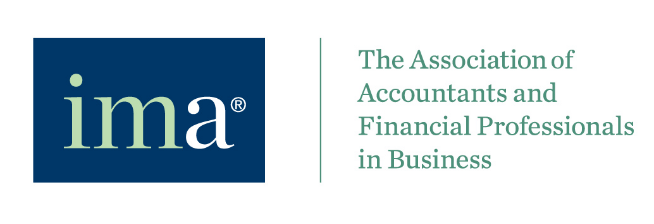 ima®
The Association of
Accountants and
Financial Professionals
in Business